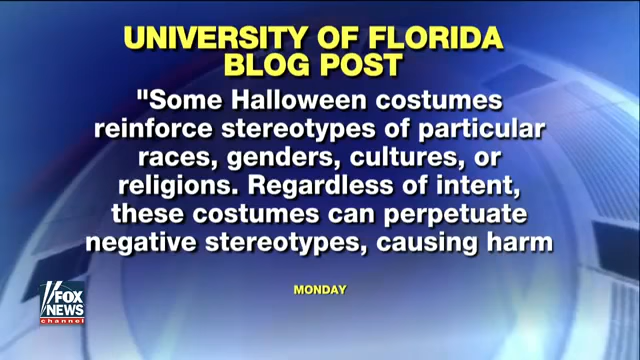 UNIVERSITY OF FLORIDA
BLOG POST
"Some Halloween costumes
reinforce stereotypes of particular
races, genders, cultures, or
religions. Regardless of intent,
these costumes can perpetuate
negative stereotypes, causing harm
MONDAY
FOX
NEWS
channel